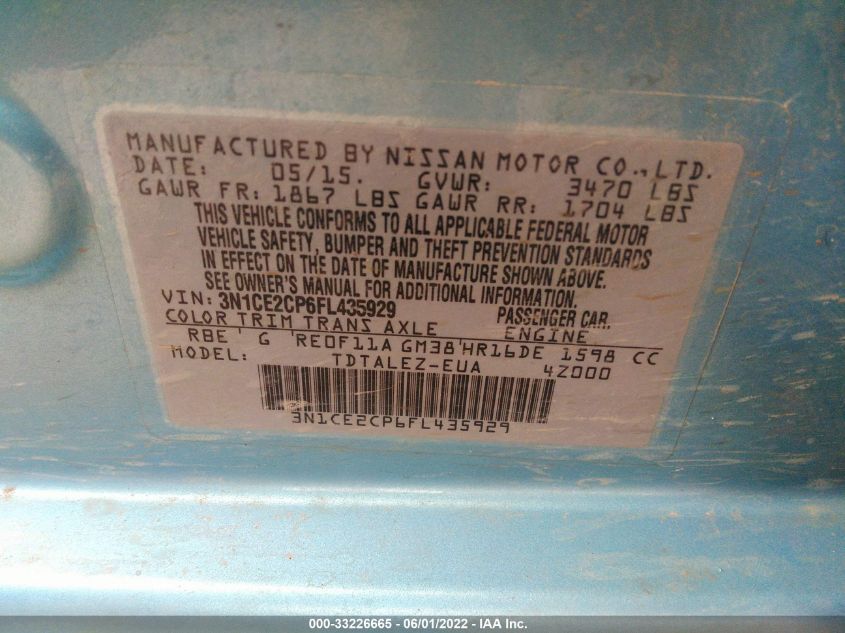 MANUFACTURED BY NISSAN MOTOR CO., LTD.
DATE: 05/15. GVWR: 3470 LBS
GAWR FR: 1867 LBS GAWR RR: 1704 LBS
THIS VEHICLE CONFORMS TO ALL APPLICABLE FEDERAL MOTOR
VEHICLE SAFETY, BUMPER AND THEFT PREVENTION STANDARDS
IN EFFECT ON THE DATE OF MANUFACTURE SHOWN ABOVE.
SEE OWNER'S MANUAL FOR ADDITIONAL INFORMATION.
VIN: 3N1CE2CP6FL435929 PASSENGER CAR.
COLOR TRIM TRANS AXLE ENGINE
RBE ' G 'RE0F11A GM38'HR16DE 1598 CC
MODEL: TDTALEZ-EUA 4Z000
3N1CE2CP6FL435929
000-33226665 - 06/01/2022 - IAA Inc.